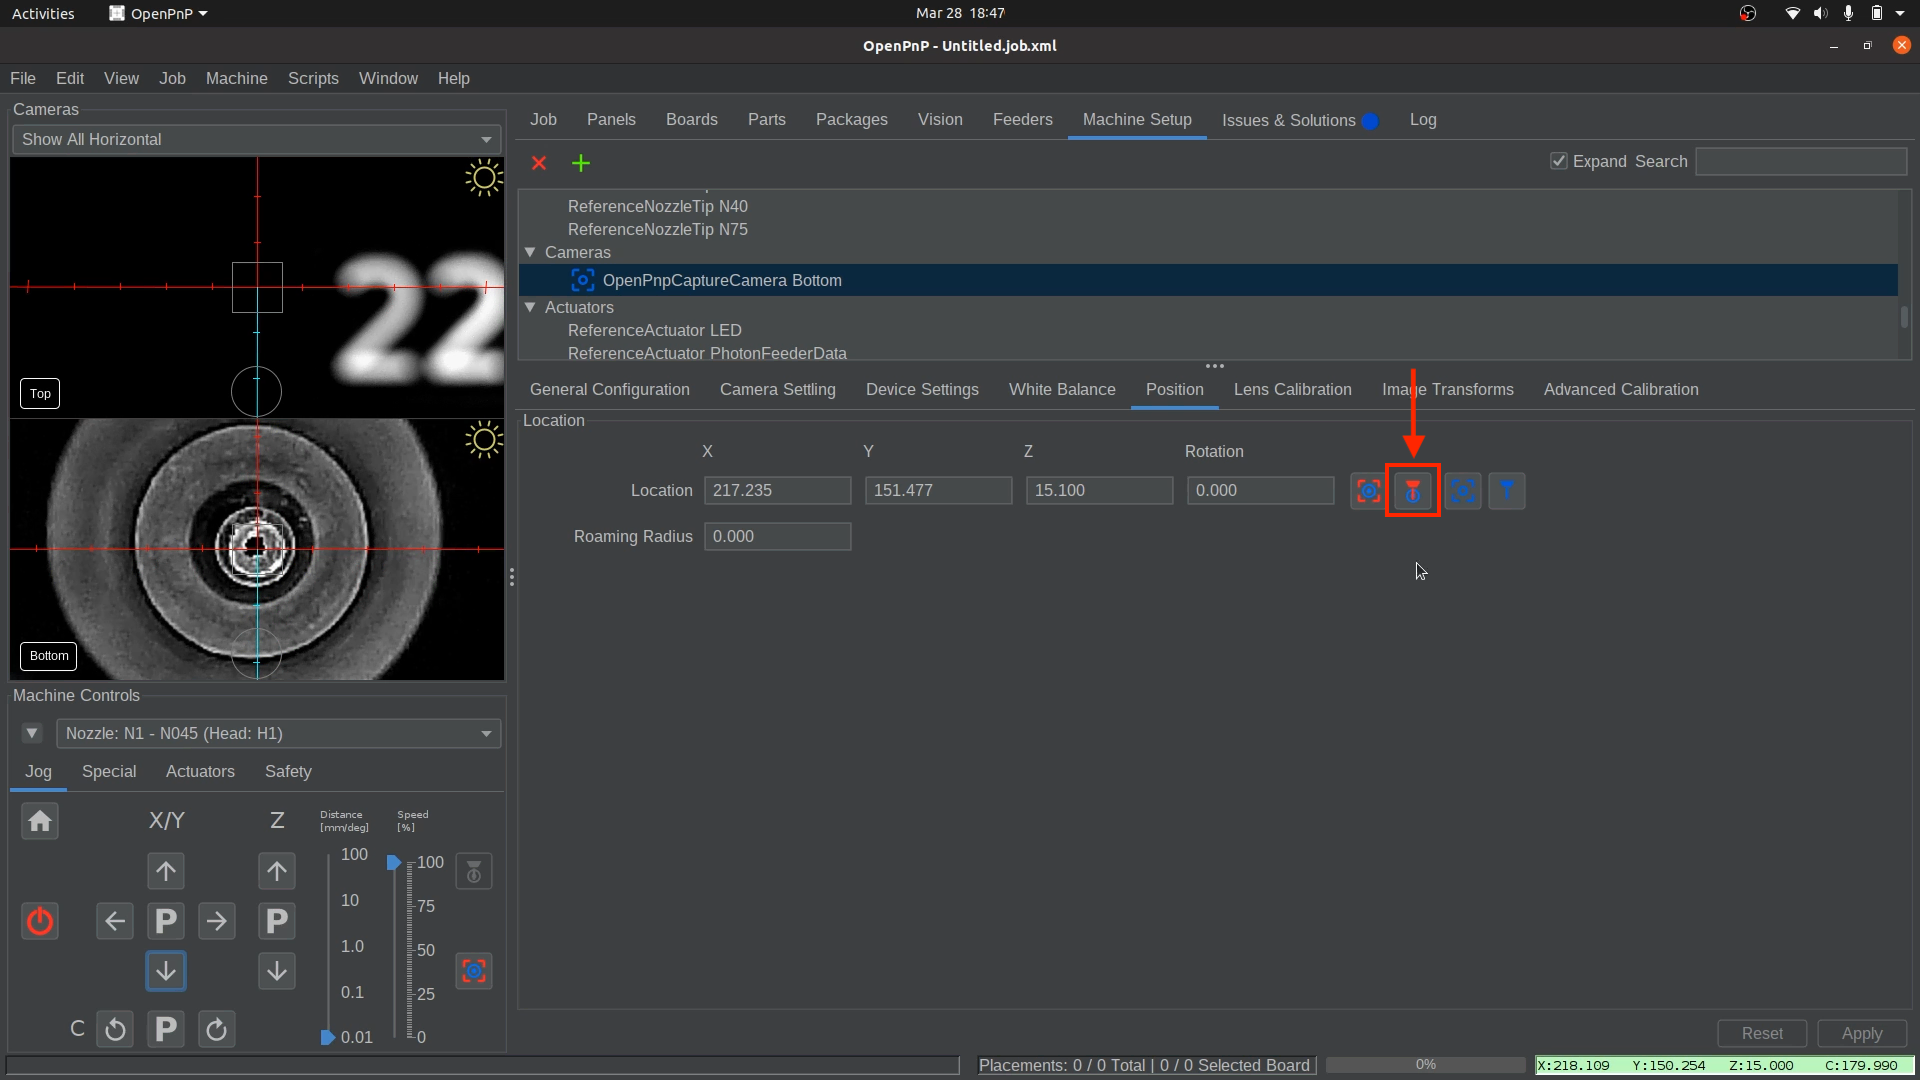 Activities OpenPnP Mar 28 18:47
OpenPnP - Untitled.job.xml
File Edit View Job Machine Scripts Window Help
Cameras
Show All Horizontal
22
Top
Bottom
Machine Controls
Nozzle: N1 - N045 (Head: H1)
Jog Special Actuators Safety
X/Y Z Distance [mm/deg] Speed [%]
100 100
10 75
P P 1.0 50
0.1 25
C P 0.01 0
Job Panels Boards Parts Packages Vision Feeders Machine Setup Issues & Solutions Log
Expand Search
ReferenceNozzleTip N40
ReferenceNozzleTip N75
Cameras
OpenPnpCaptureCamera Bottom
Actuators
ReferenceActuator LED
ReferenceActuator PhotonFeederData
General Configuration Camera Settling Device Settings White Balance Position Lens Calibration Image Transforms Advanced Calibration
Location
X Y Z Rotation
Location 217.235 151.477 15.100 0.000
Roaming Radius 0.000
Reset Apply
Placements: 0 / 0 Total | 0 / 0 Selected Board 0% X:218.109 Y:150.254 Z:15.000 C:179.990